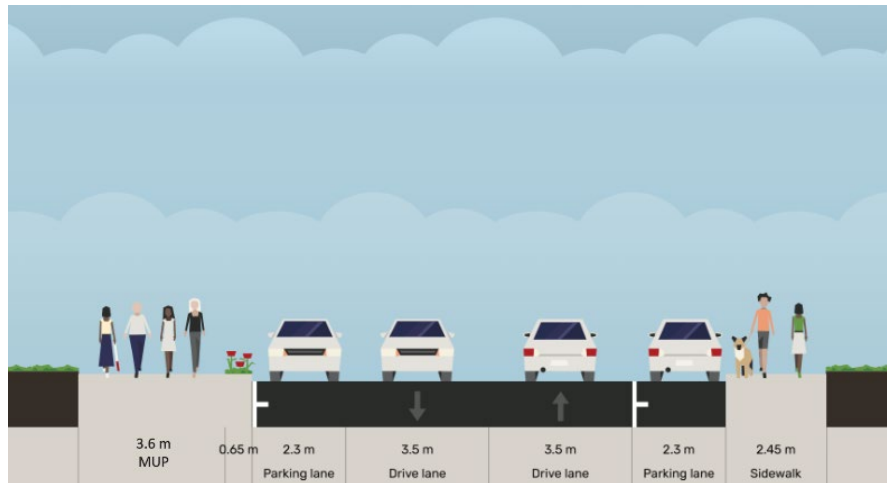 3.6 m
MUP
0.65 m
2.3 m
Parking lane
3.5 m
Drive lane
3.5 m
Drive lane
2.3 m
Parking lane
2.45 m
Sidewalk